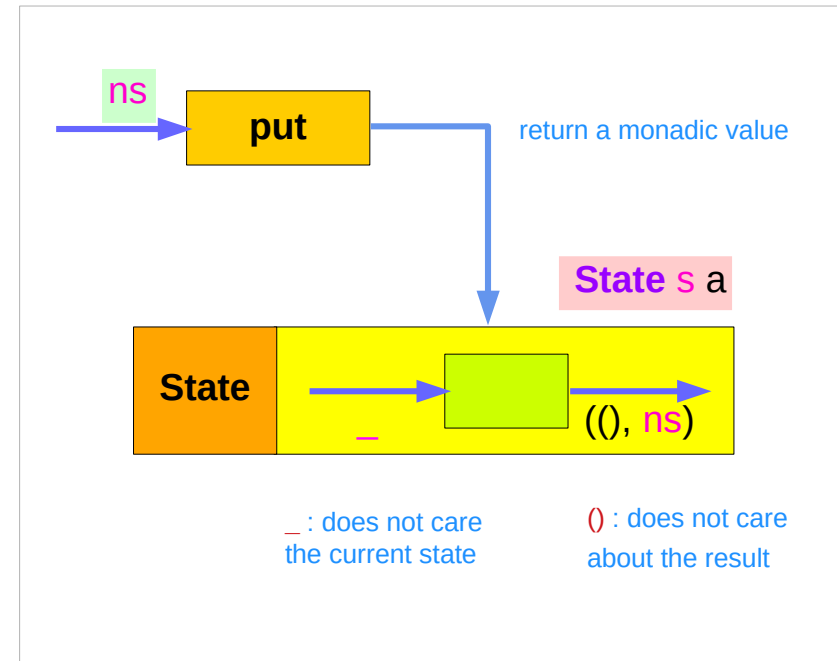 ns
put
return a monadic value
State s a
State
_
((), ns)
_ : does not care
the current state
() : does not care
about the result